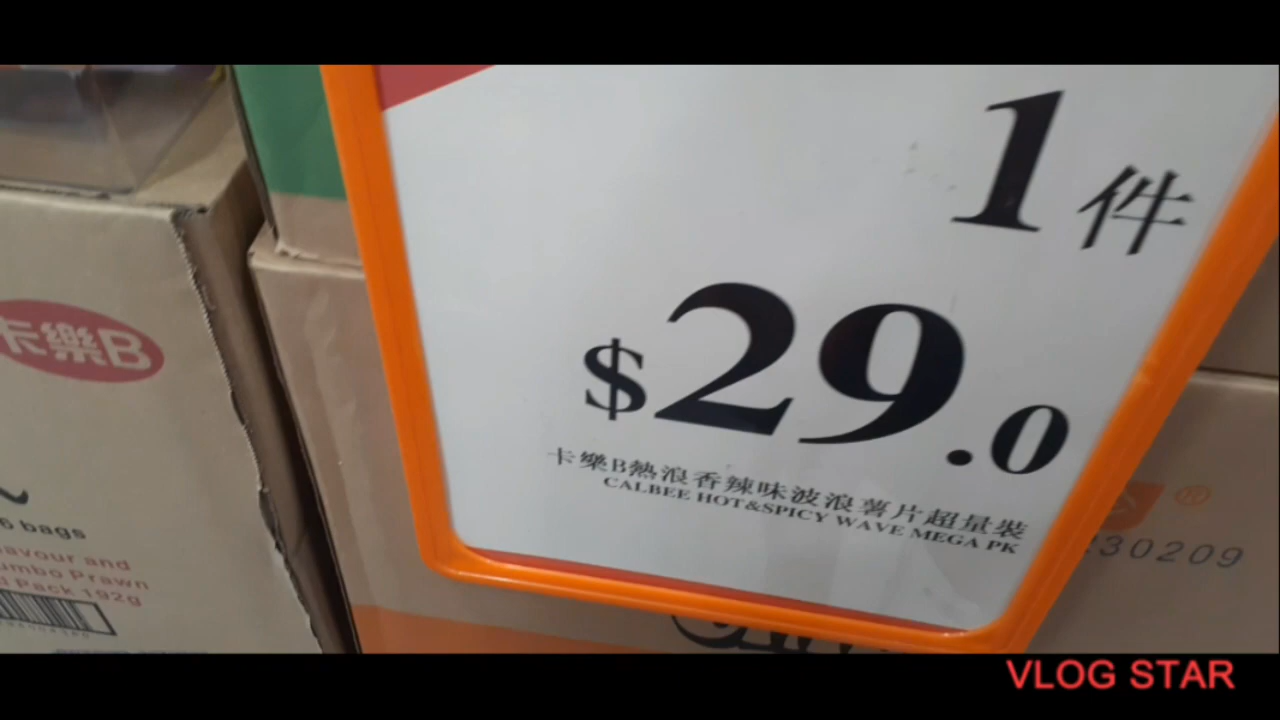 1件
$29.0
卡樂B熱浪香辣味波浪薯片超量裝
CALBEE HOT&SPICY WAVE MEGA PK
卡樂B
6 bags
avour and
umbo Prawn
d Pack 192g
230209
VLOG STAR